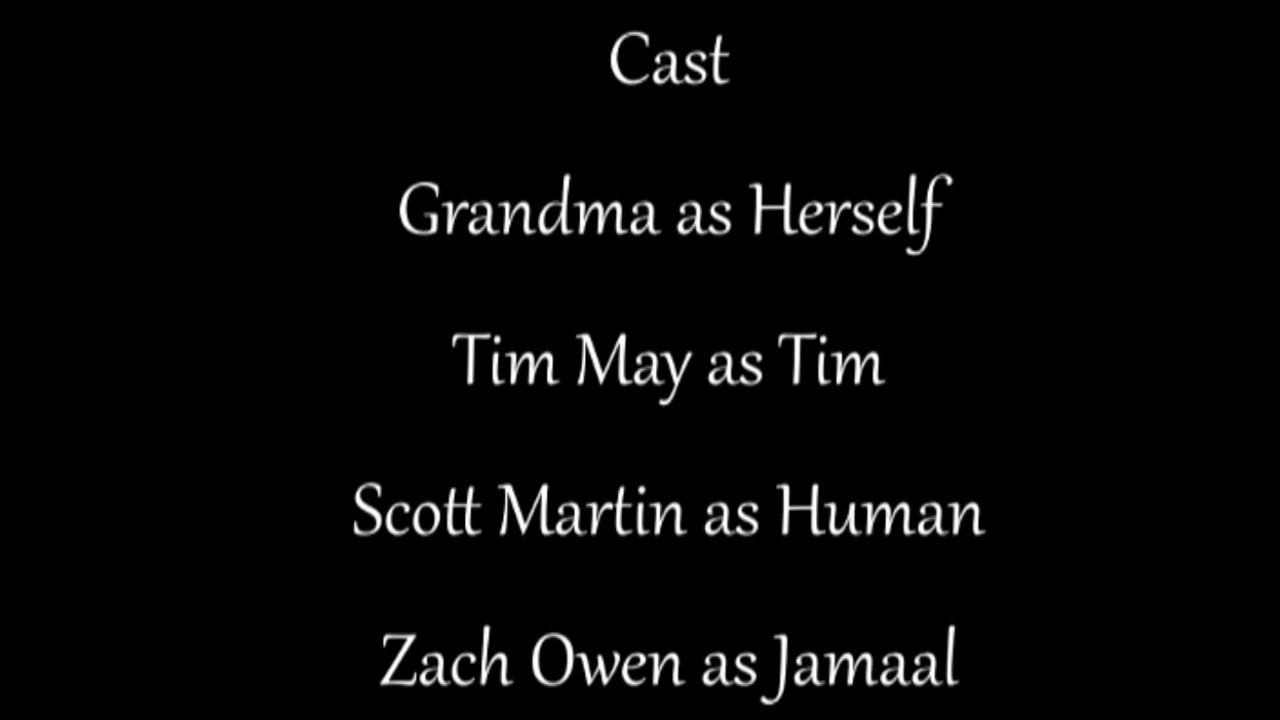 Cast
Grandma as Herself
Tim May as Tim
Scott Martin as Human
Zach Owen as Jamaal